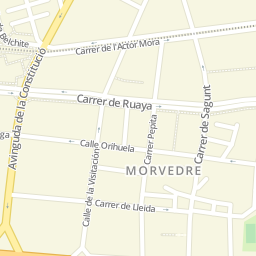 Belchite
Carrer de l'Actor Mora
Avinguda de la Constitució
Carrer de Ruaya
Carrer de Sagunt
Carrer Pepita
Calle Orihuela
Calle de la Visitación
MORVEDRE
Carrer de Lleida